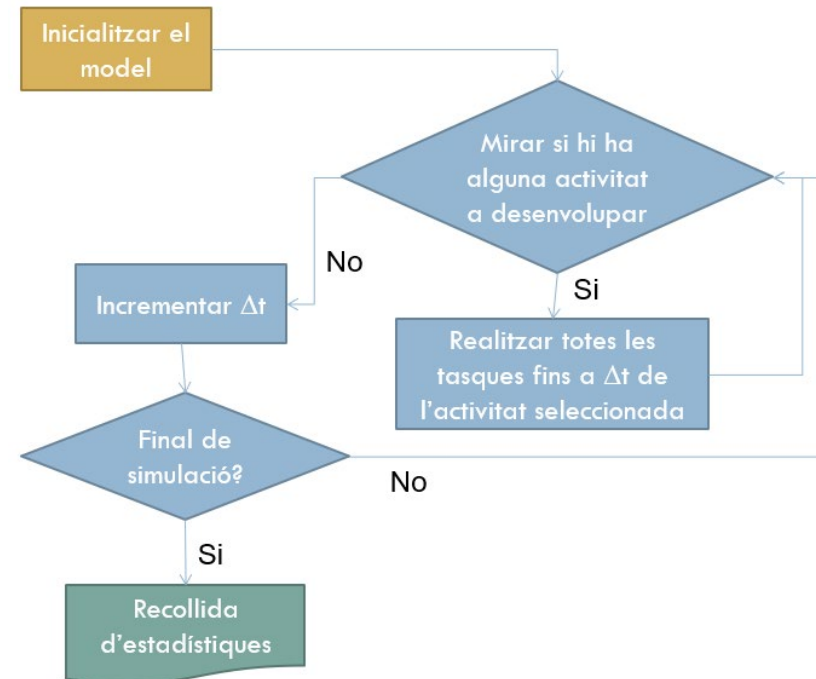 Inicialitzar el
model
Mirar si hi ha
alguna activitat
a desenvolupar
No
Si
Incrementar Δt
Realitzar totes les
tasques fins a Δt de
l'activitat seleccionada
Final de
simulació?
No
Si
Recollida
d'estadístiques